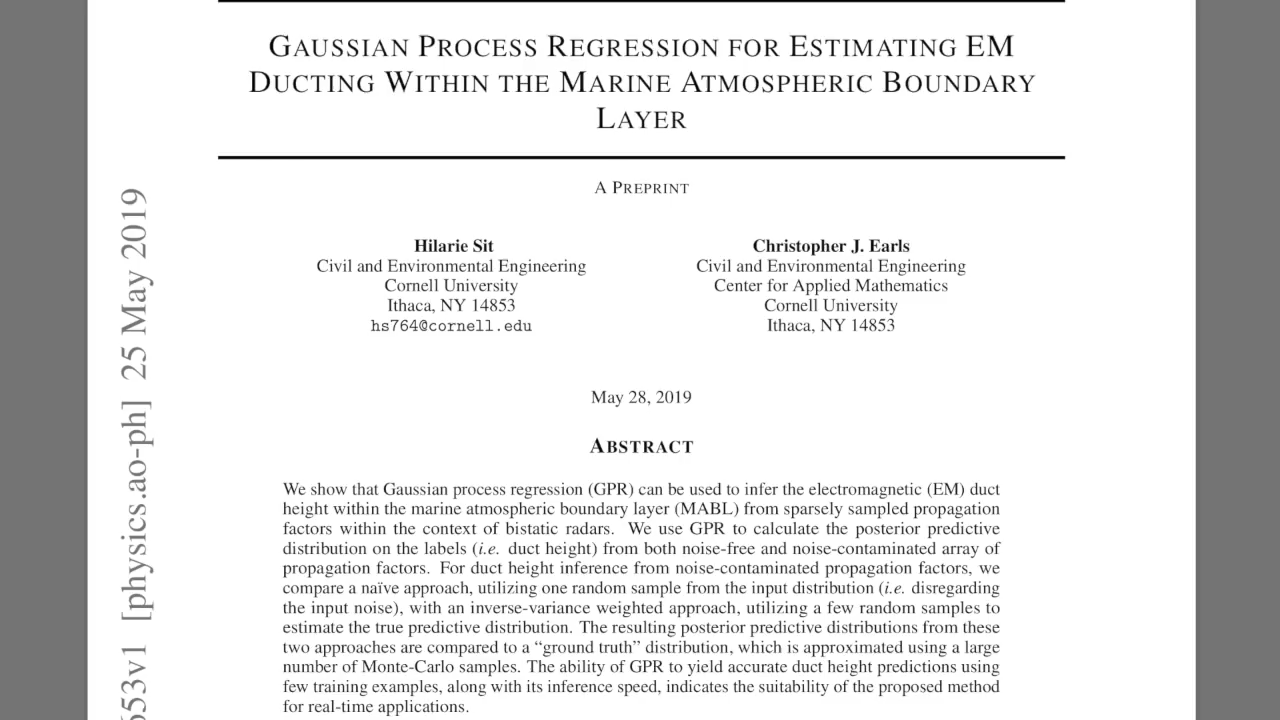 GAUSSIAN PROCESS REGRESSION FOR ESTIMATING EM
DUCTING WITHIN THE MARINE ATMOSPHERIC BOUNDARY
LAYER
A PREPRINT
Hilarie Sit
Civil and Environmental Engineering
Cornell University
Ithaca, NY 14853
hs764@cornell.edu
Christopher J. Earls
Civil and Environmental Engineering
Center for Applied Mathematics
Cornell University
Ithaca, NY 14853
May 28, 2019
ABSTRACT
We show that Gaussian process regression (GPR) can be used to infer the electromagnetic (EM) duct
height within the marine atmospheric boundary layer (MABL) from sparsely sampled propagation
factors within the context of bistatic radars. We use GPR to calculate the posterior predictive
distribution on the labels (i.e. duct height) from both noise-free and noise-contaminated array of
propagation factors. For duct height inference from noise-contaminated propagation factors, we
compare a naïve approach, utilizing one random sample from the input distribution (i.e. disregarding
the input noise), with an inverse-variance weighted approach, utilizing a few random samples to
estimate the true predictive distribution. The resulting posterior predictive distributions from these
two approaches are compared to a “ground truth” distribution, which is approximated using a large
number of Monte-Carlo samples. The ability of GPR to yield accurate duct height predictions using
few training examples, along with its inference speed, indicates the suitability of the proposed method
for real-time applications.
653v1 [physics.ao-ph] 25 May 2019